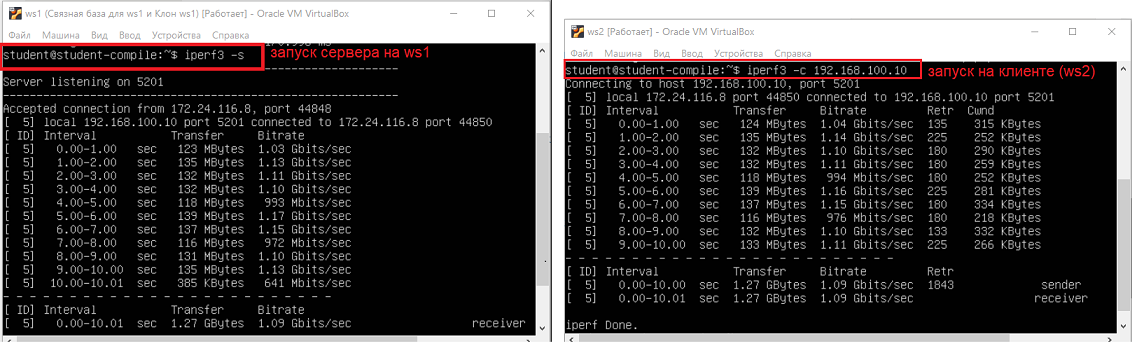 ws1 (Связная база для ws1 и Клон ws1) [Работает] - Oracle VM VirtualBox
Файл Машина Вид Ввод Устройства Справка
student@student-compile:~$ iperf3 -s
запуск сервера на ws1
Server listening on 5201
Accepted connection from 172.24.116.8, port 44848
[ 5] local 192.168.100.10 port 5201 connected to 172.24.116.8 port 44850
[ ID] Interval Transfer Bitrate
[ 5] 0.00-1.00 sec 123 MBytes 1.03 Gbits/sec
[ 5] 1.00-2.00 sec 135 MBytes 1.13 Gbits/sec
[ 5] 2.00-3.00 sec 132 MBytes 1.11 Gbits/sec
[ 5] 3.00-4.00 sec 132 MBytes 1.10 Gbits/sec
[ 5] 4.00-5.00 sec 118 MBytes 993 Mbits/sec
[ 5] 5.00-6.00 sec 139 MBytes 1.17 Gbits/sec
[ 5] 6.00-7.00 sec 137 MBytes 1.15 Gbits/sec
[ 5] 7.00-8.00 sec 116 MBytes 972 Mbits/sec
[ 5] 8.00-9.00 sec 131 MBytes 1.10 Gbits/sec
[ 5] 9.00-10.00 sec 135 MBytes 1.13 Gbits/sec
[ 5] 10.00-10.01 sec 385 KBytes 641 Mbits/sec
- - - - - - - - - - - - - - - - - - - - - - - - -
[ ID] Interval Transfer Bitrate
[ 5] 0.00-10.01 sec 1.27 GBytes 1.09 Gbits/sec receiver
ws2 [Работает] - Oracle VM VirtualBox
Файл Машина Вид Ввод Устройства Справка
student@student-compile:~$ iperf3 -c 192.168.100.10
запуск на клиенте (ws2)
Connecting to host 192.168.100.10, port 5201
[ 5] local 172.24.116.8 port 44850 connected to 192.168.100.10 port 5201
[ ID] Interval Transfer Bitrate Retr Cwnd
[ 5] 0.00-1.00 sec 124 MBytes 1.04 Gbits/sec 135 315 KBytes
[ 5] 1.00-2.00 sec 135 MBytes 1.14 Gbits/sec 225 252 KBytes
[ 5] 2.00-3.00 sec 132 MBytes 1.10 Gbits/sec 180 290 KBytes
[ 5] 3.00-4.00 sec 132 MBytes 1.11 Gbits/sec 180 259 KBytes
[ 5] 4.00-5.00 sec 118 MBytes 994 Mbits/sec 180 252 KBytes
[ 5] 5.00-6.00 sec 139 MBytes 1.16 Gbits/sec 225 281 KBytes
[ 5] 6.00-7.00 sec 137 MBytes 1.15 Gbits/sec 180 334 KBytes
[ 5] 7.00-8.00 sec 116 MBytes 976 Mbits/sec 180 218 KBytes
[ 5] 8.00-9.00 sec 132 MBytes 1.10 Gbits/sec 133 332 KBytes
[ 5] 9.00-10.00 sec 133 MBytes 1.11 Gbits/sec 225 266 KBytes
- - - - - - - - - - - - - - - - - - - - - - - - -
[ ID] Interval Transfer Bitrate Retr
[ 5] 0.00-10.00 sec 1.27 GBytes 1.09 Gbits/sec 1843 sender
[ 5] 0.00-10.01 sec 1.27 GBytes 1.09 Gbits/sec receiver
iperf Done.